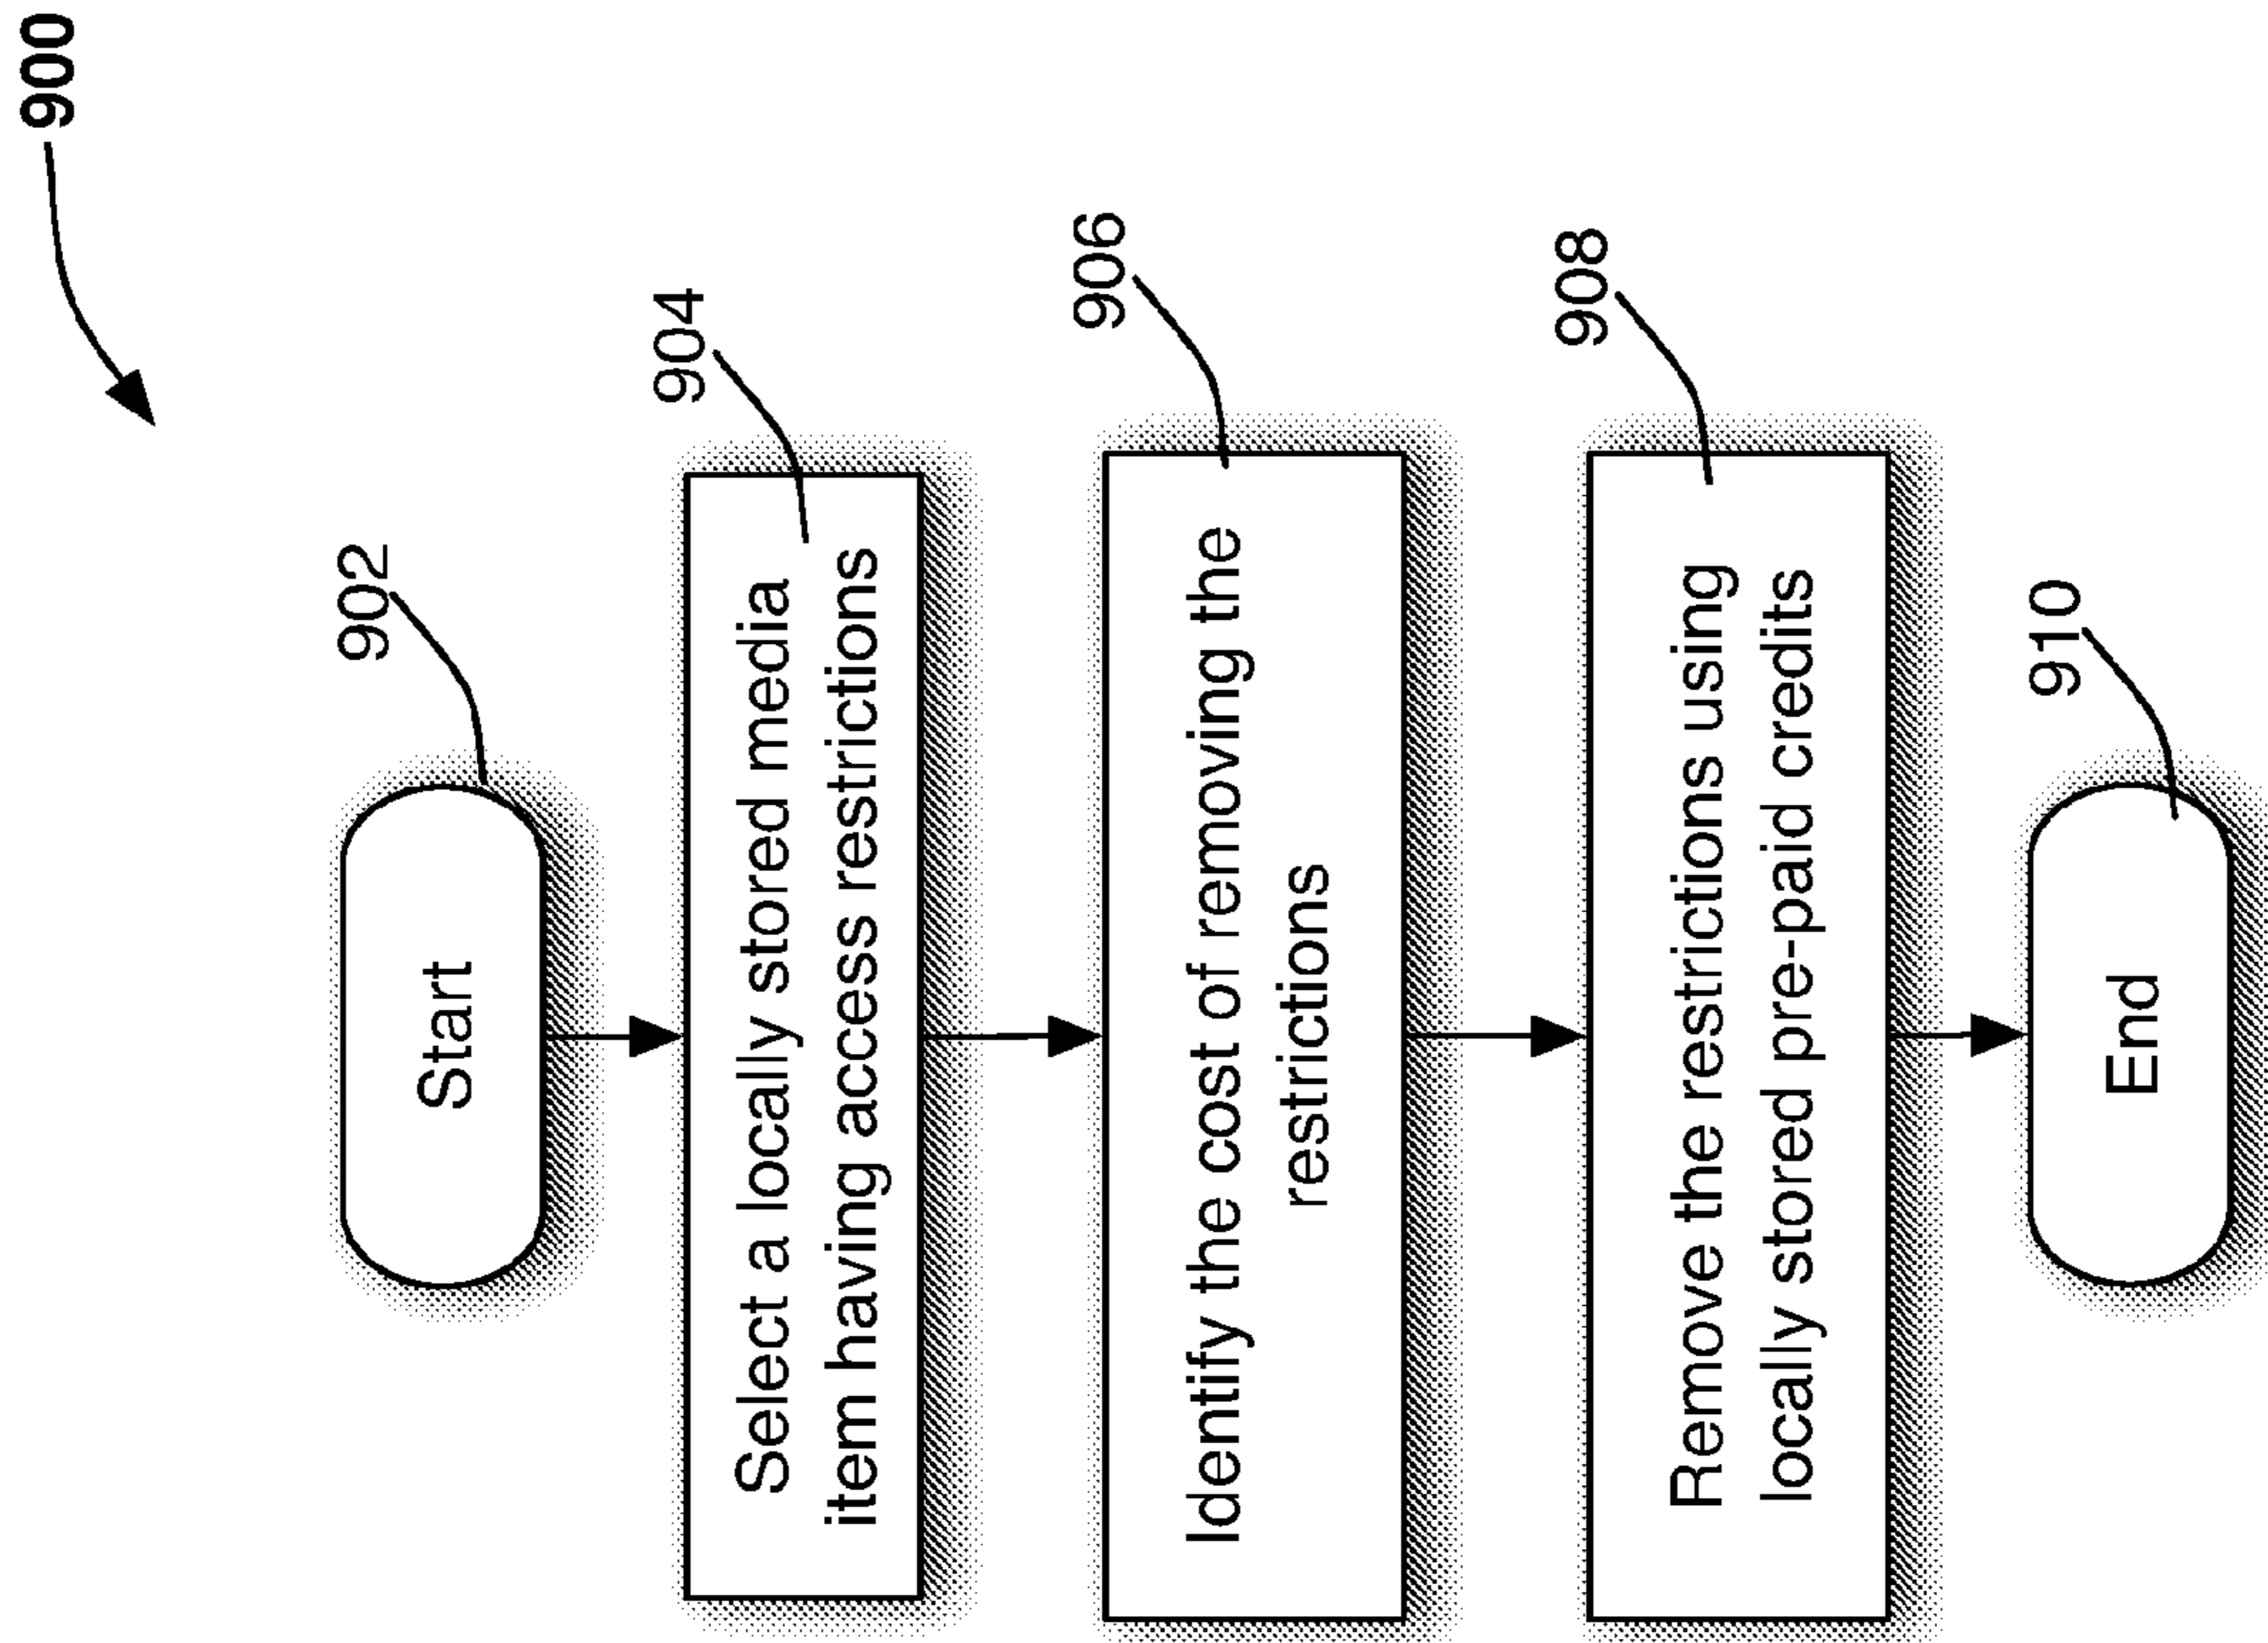 900
902
Start
904
Select a locally stored media
item having access restrictions
906
Identify the cost of removing the
restrictions
908
Remove the restrictions using
locally stored pre-paid credits
910
End